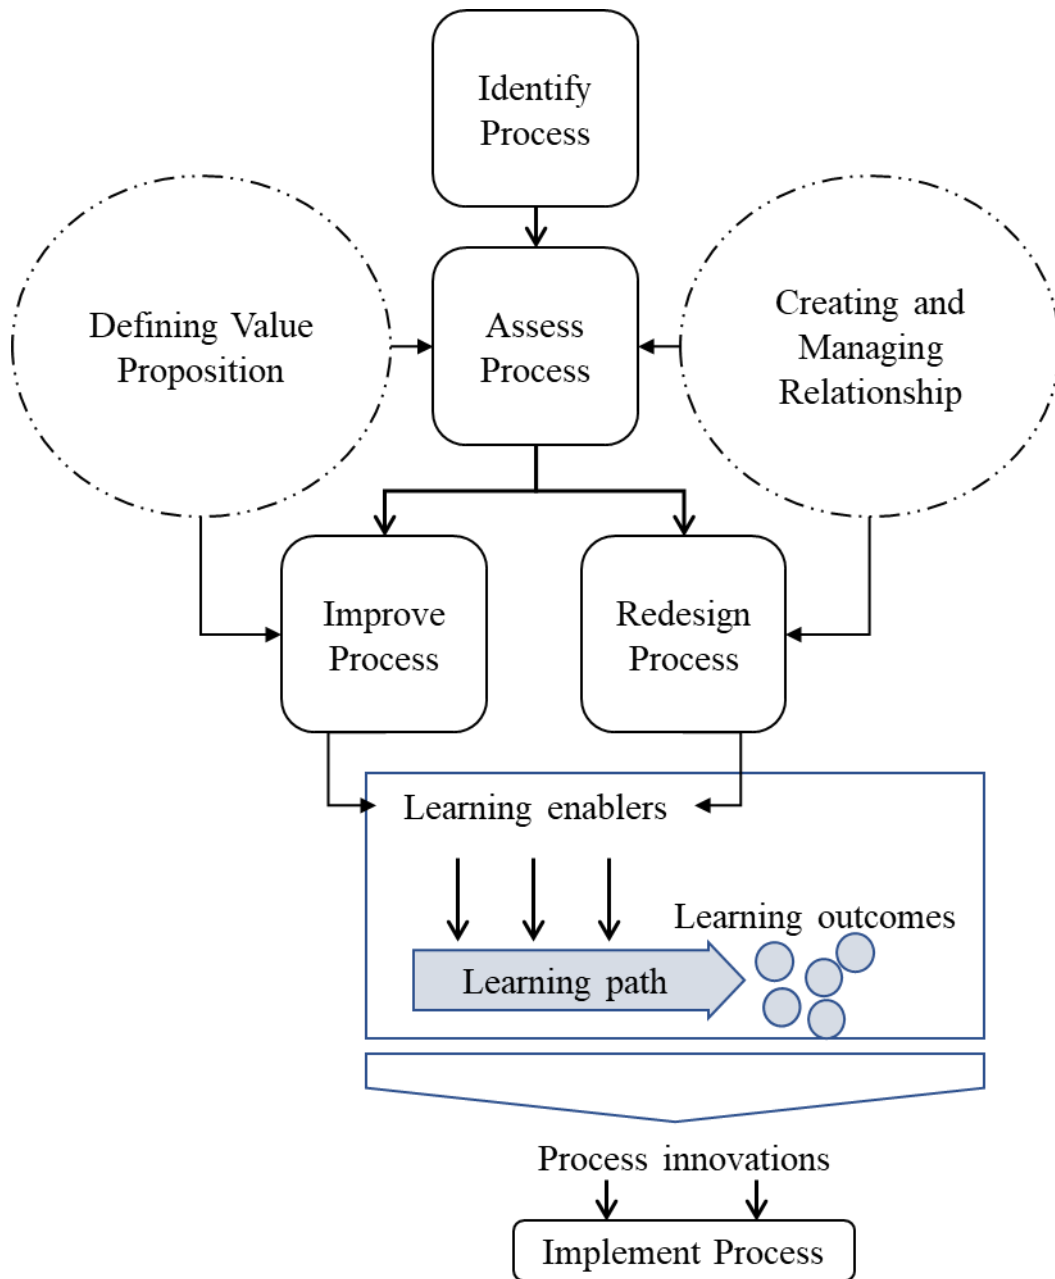 Identify
Process
Defining Value
Proposition
Assess
Process
Creating and
Managing
Relationship
Improve
Process
Redesign
Process
Learning enablers
Learning outcomes
Learning path
Process innovations
Implement Process